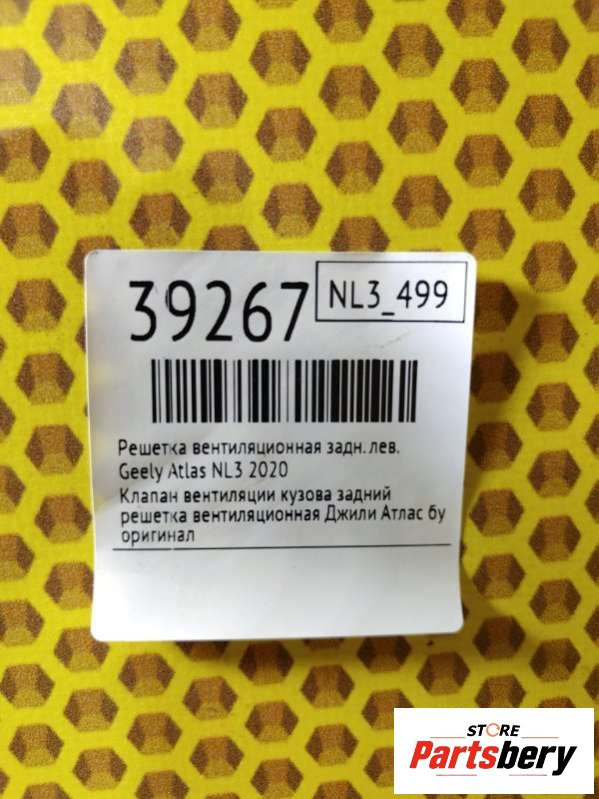 39267
NL3_499
Решетка вентиляционная задн. лев.
Geely Atlas NL3 2020
Клапан вентиляции кузова задний
решетка вентиляционная Джили Атлас бу
оригинал
STORE
Partsbery